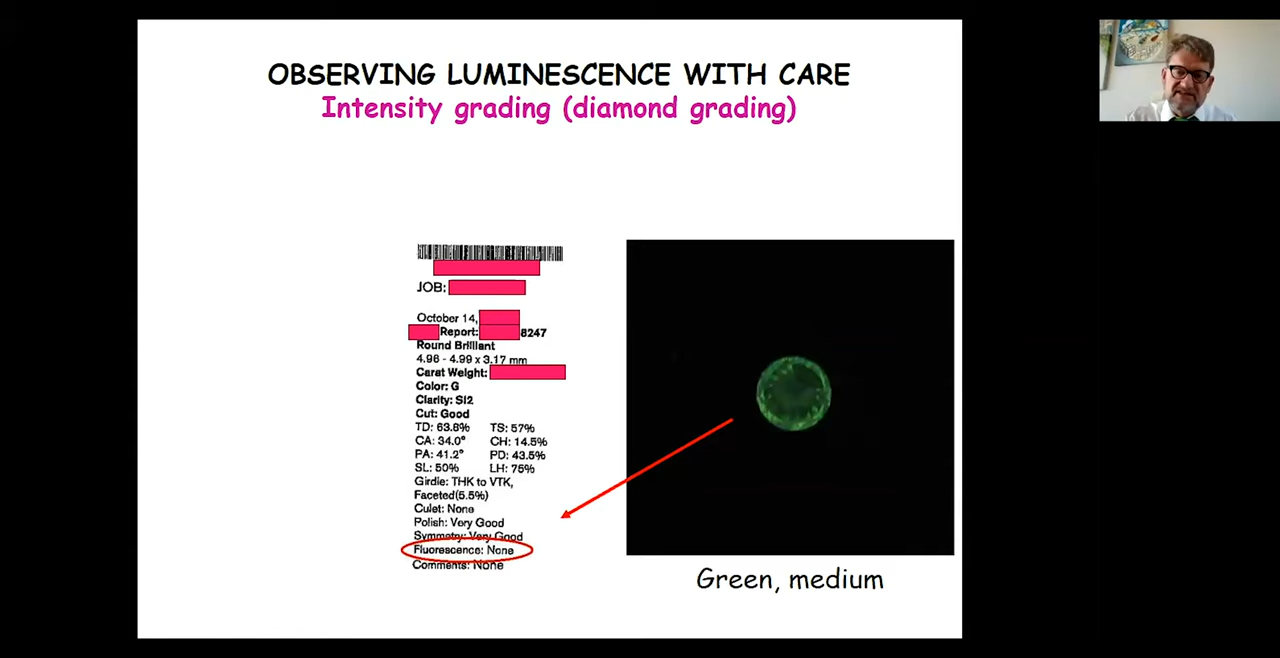 OBSERVING LUMINESCENCE WITH CARE
Intensity grading (diamond grading)
JOB:
October 14,
Report: 8247
Round Brilliant
4.98 - 4.99 x 3.17 mm
Carat Weight:
Color: G
Clarity: SI2
Cut: Good
TD: 63.6% TS: 57%
CA: 34.0° CH: 14.5%
PA: 41.2° PD: 43.5%
SL: 50% LH: 75%
Girdle: THK to VTK,
Faceted(5.5%)
Culet: None
Polish: Very Good
Symmetry: Very Good
Fluorescence: None
Comments: None
Green, medium